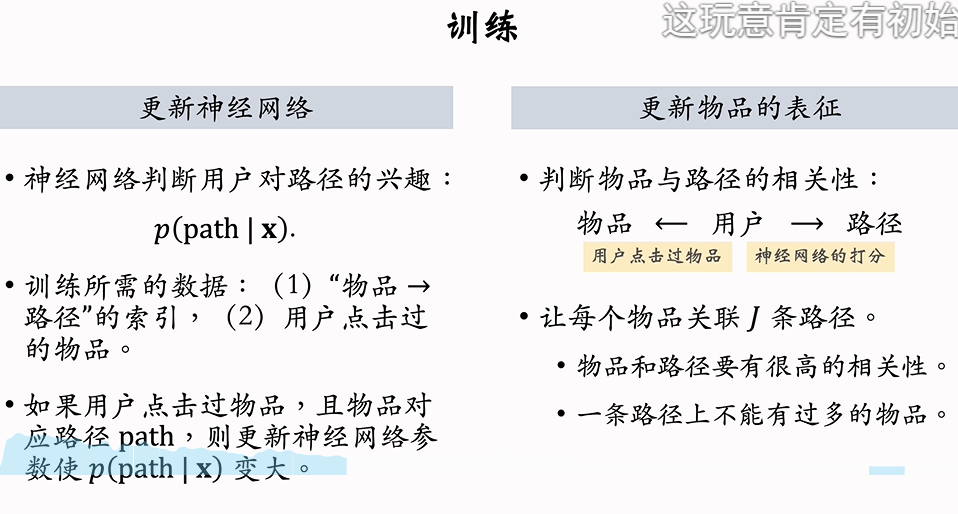 训练
这玩意肯定有初始
更新神经网络
• 神经网络判断用户对路径的兴趣：
p(path | x).
• 训练所需的数据：（1）“物品 →
路径”的索引，（2）用户点击过
的物品。
• 如果用户点击过物品，且物品对
应路径 path，则更新神经网络参
数使 p(path | x) 变大。
更新物品的表征
• 判断物品与路径的相关性：
物品 ⟵ 用户 ⟶ 路径
用户点击过物品 神经网络的打分
• 让每个物品关联 J 条路径。
• 物品和路径要有很高的相关性。
• 一条路径上不能有过多的物品。